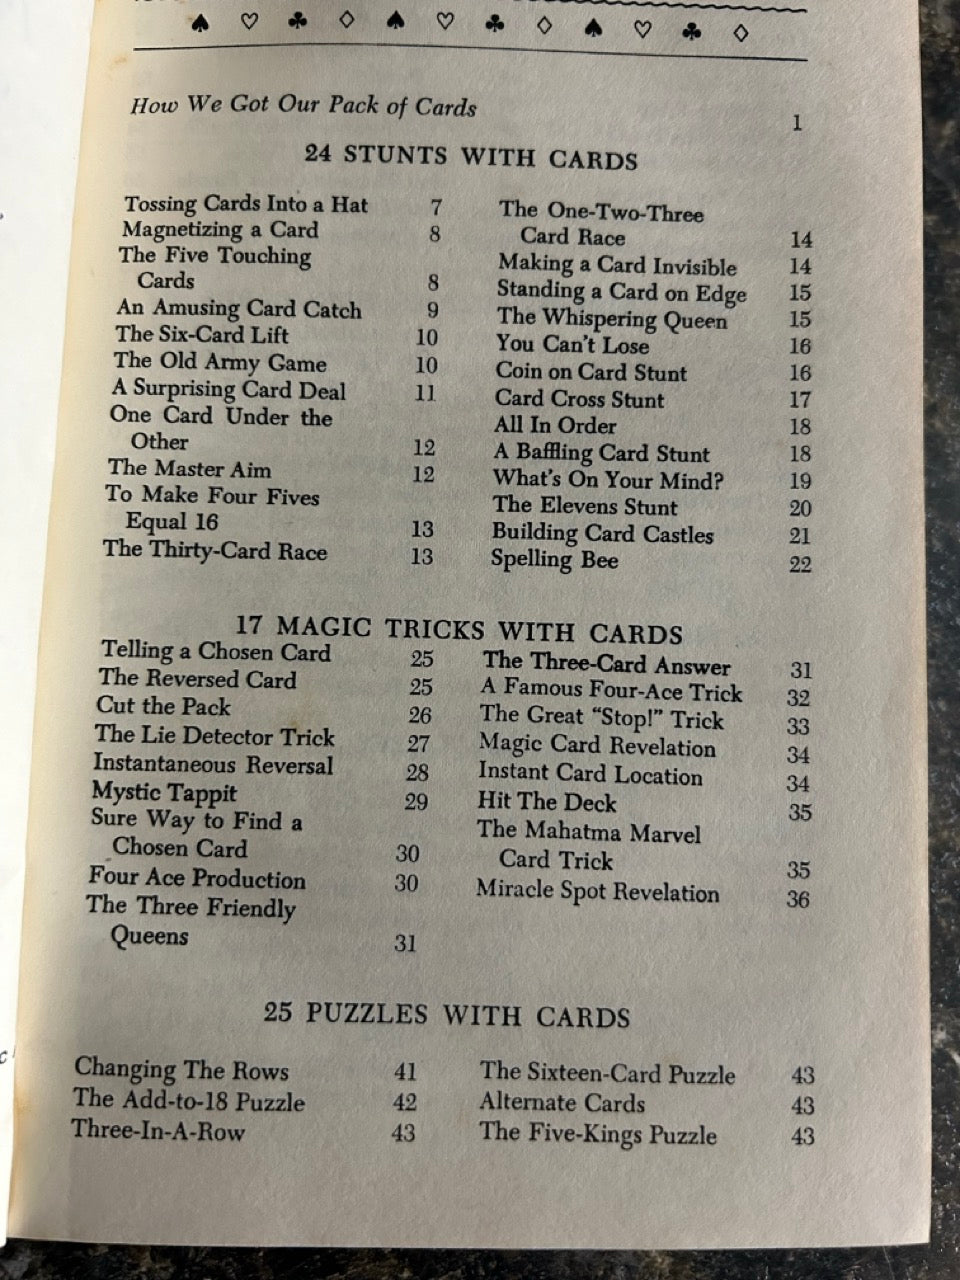 How We Got Our Pack of Cards 1
24 STUNTS WITH CARDS
Tossing Cards Into a Hat 7
Magnetizing a Card 8
The Five Touching
Cards 8
An Amusing Card Catch 9
The Six-Card Lift 10
The Old Army Game 10
A Surprising Card Deal 11
One Card Under the
Other 12
The Master Aim 12
To Make Four Fives
Equal 16 13
The Thirty-Card Race 13
The One-Two-Three
Card Race 14
Making a Card Invisible 14
Standing a Card on Edge 15
The Whispering Queen 15
You Can't Lose 16
Coin on Card Stunt 16
Card Cross Stunt 17
All In Order 18
A Baffling Card Stunt 18
What's On Your Mind? 19
The Elevens Stunt 20
Building Card Castles 21
Spelling Bee 22
17 MAGIC TRICKS WITH CARDS
Telling a Chosen Card 25
The Reversed Card 25
Cut the Pack 26
The Lie Detector Trick 27
Instantaneous Reversal 28
Mystic Tappit 29
Sure Way to Find a
Chosen Card 30
Four Ace Production 30
The Three Friendly
Queens 31
The Three-Card Answer 31
A Famous Four-Ace Trick 32
The Great "Stop!" Trick 33
Magic Card Revelation 34
Instant Card Location 34
Hit The Deck 35
The Mahatma Marvel
Card Trick 35
Miracle Spot Revelation 36
25 PUZZLES WITH CARDS
Changing The Rows 41
The Add-to-18 Puzzle 42
Three-In-A-Row 43
The Sixteen-Card Puzzle 43
Alternate Cards 43
The Five-Kings Puzzle 43